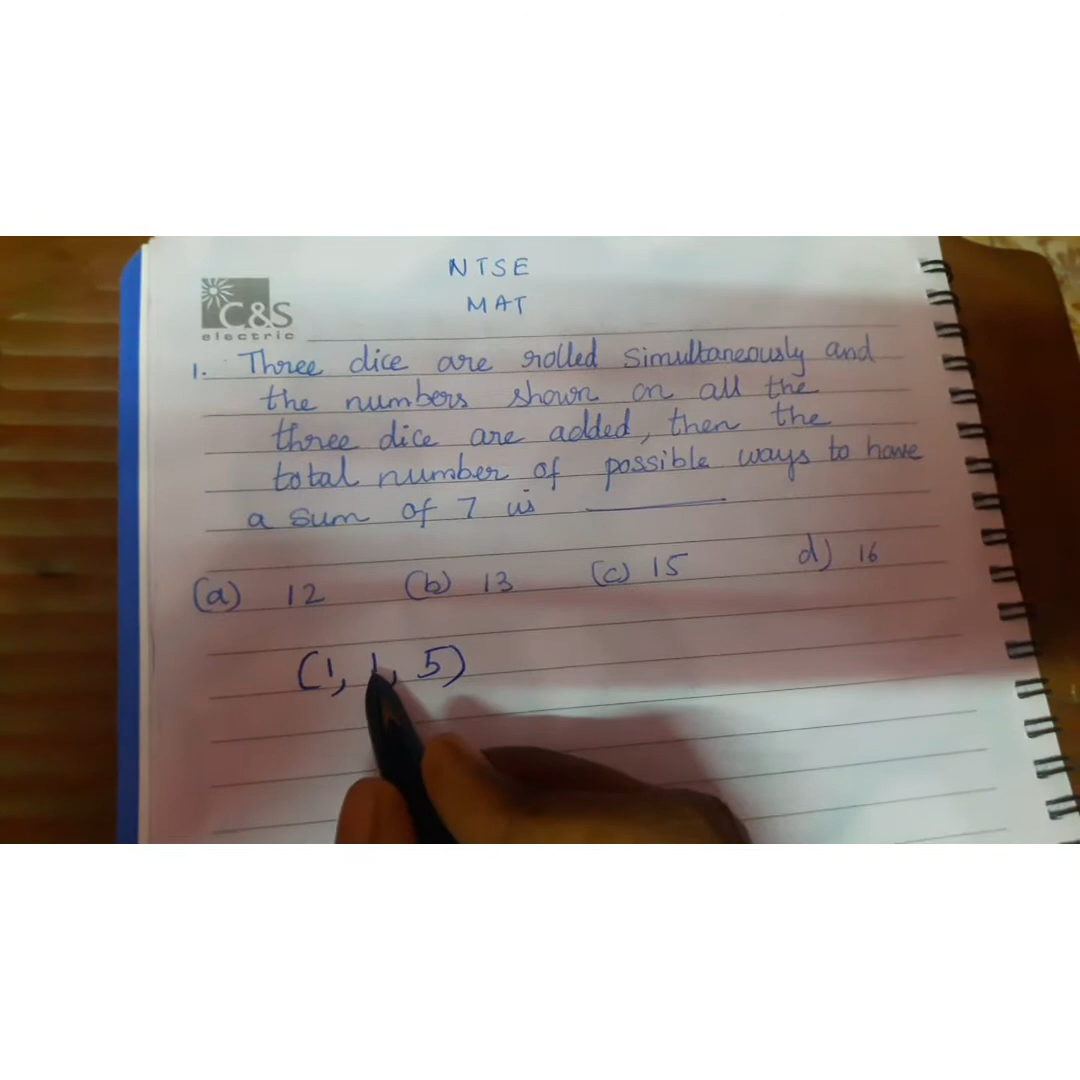 NTSE
MAT
C&S
electric
1. Three dice are rolled simultaneously and
the numbers shown on all the
three dice are added, then the
total number of possible ways to have
a sum of 7 is ______
(a) 12 (b) 13 (c) 15 d) 16
(1, 1, 5)